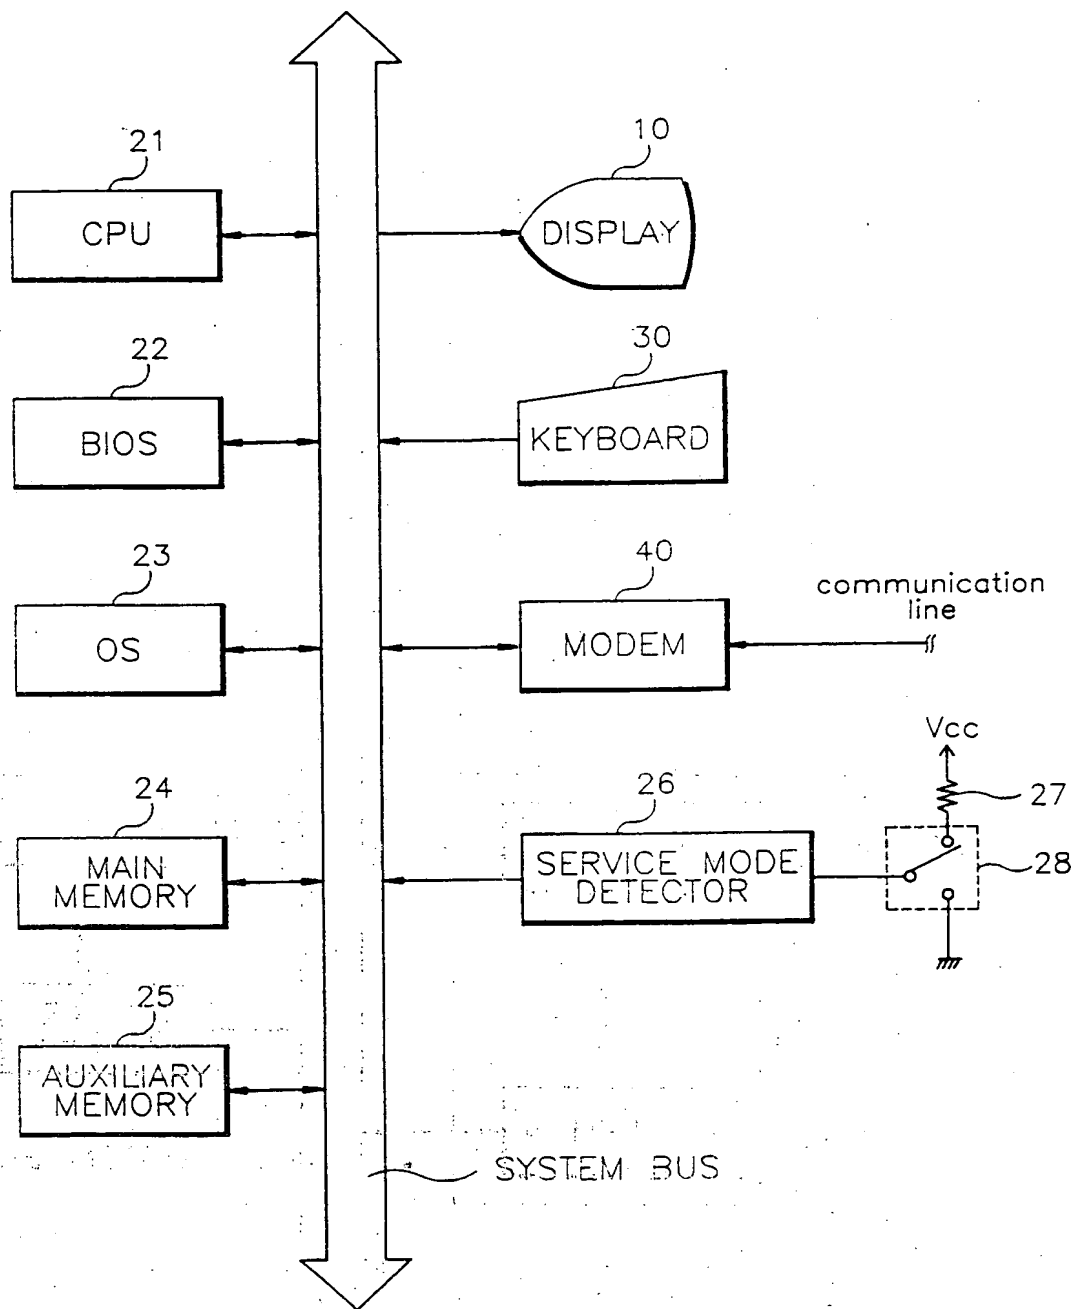 21
CPU
10
DISPLAY
22
BIOS
30
KEYBOARD
23
OS
40
MODEM
communication
line
Vcc
27
28
24
MAIN
MEMORY
26
SERVICE MODE
DETECTOR
25
AUXILIARY
MEMORY
SYSTEM BUS